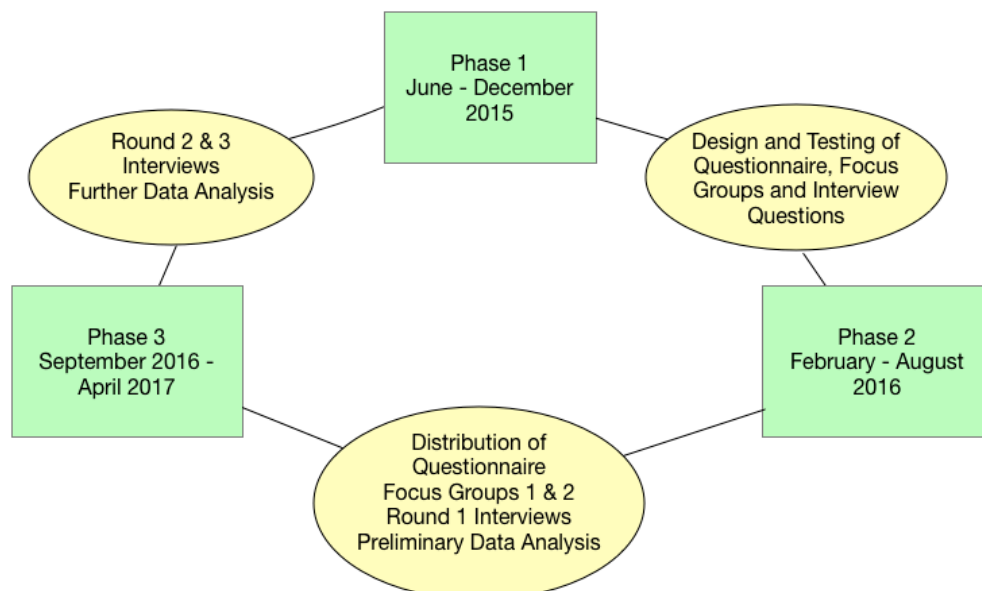 Phase 1
June - December
2015
Round 2 & 3
Interviews
Further Data Analysis
Design and Testing of
Questionnaire, Focus
Groups and Interview
Questions
Phase 3
September 2016 -
April 2017
Phase 2
February - August
2016
Distribution of
Questionnaire
Focus Groups 1 & 2
Round 1 Interviews
Preliminary Data Analysis